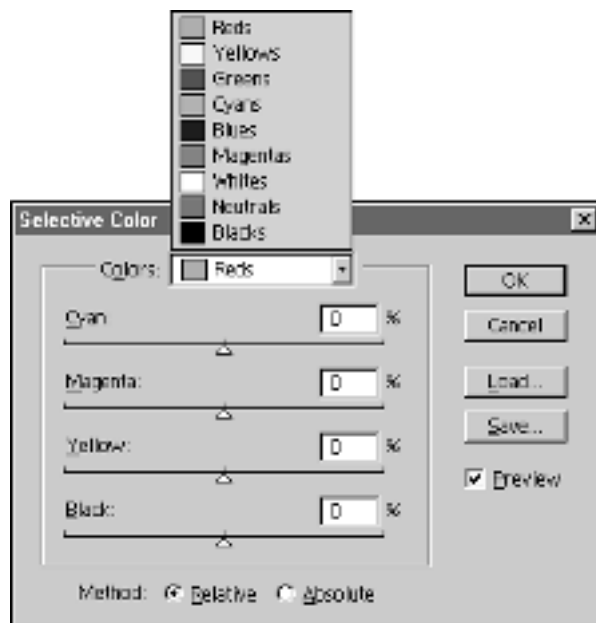 Reds
Yellows
Greens
Cyans
Blues
Magentas
Whites
Neutrals
Blacks
Selective Color
Colors: Reds
OK
Cyan 0 %
Cancel
Magenta: 0 %
Load...
Save...
Yellow: 0 %
Preview
Black: 0 %
Method: Relative Absolute